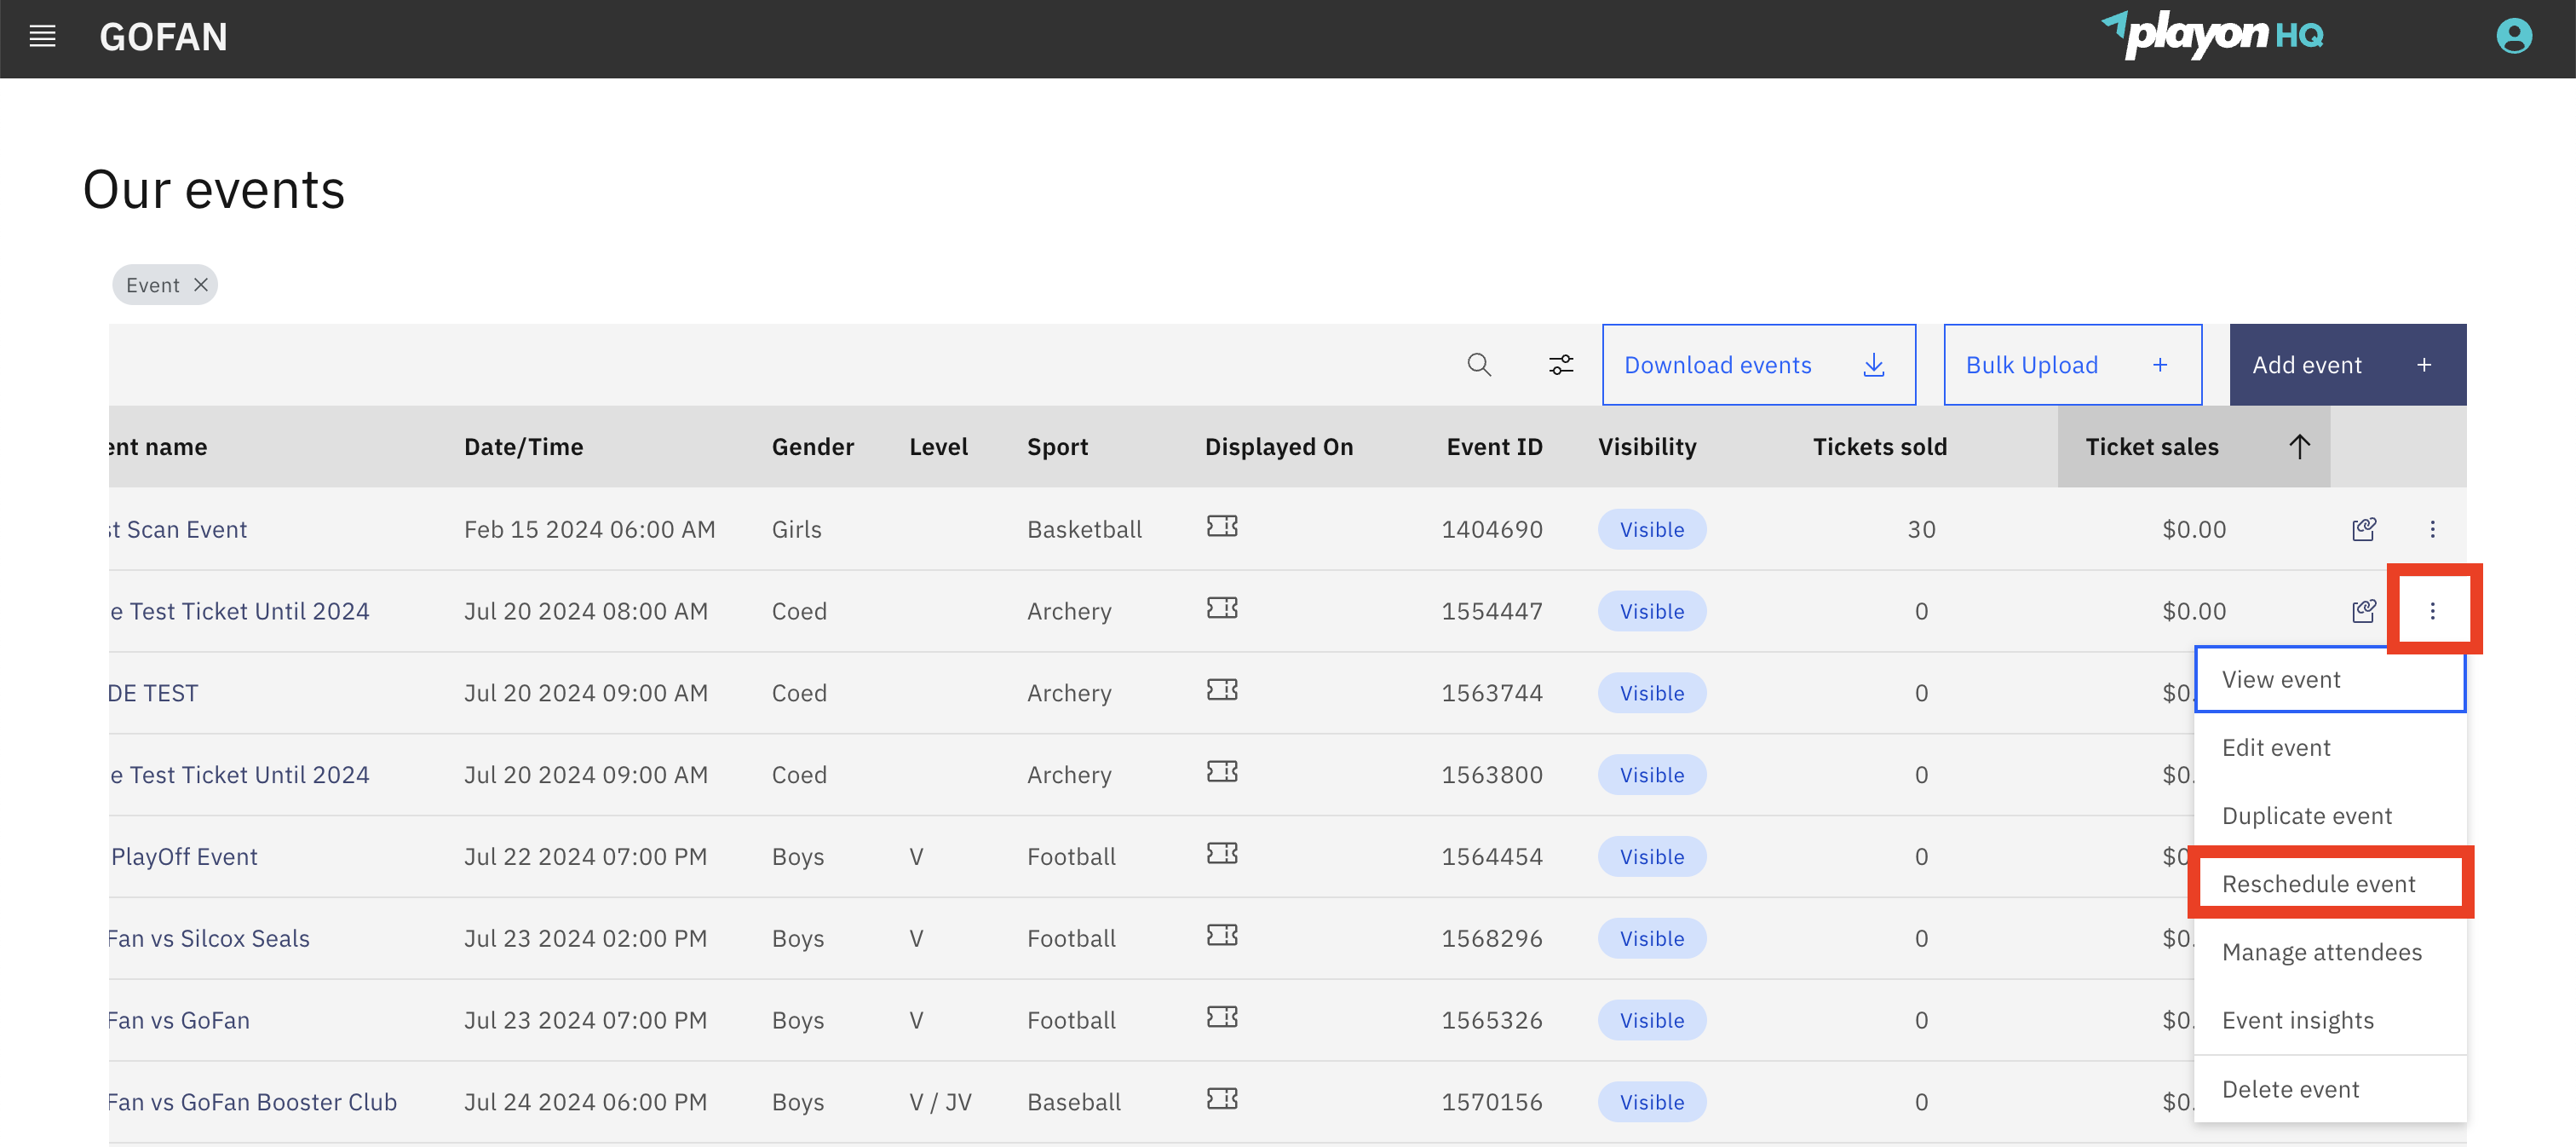 GOFAN
playon HQ
Our events
Event
Download events
Bulk Upload +
Add event +
ent name Date/Time Gender Level Sport Displayed On Event ID Visibility Tickets sold Ticket sales
st Scan Event Feb 15 2024 06:00 AM Girls Basketball 1404690 Visible 30 $0.00
e Test Ticket Until 2024 Jul 20 2024 08:00 AM Coed Archery 1554447 Visible 0 $0.00
DE TEST Jul 20 2024 09:00 AM Coed Archery 1563744 Visible 0 $0.
e Test Ticket Until 2024 Jul 20 2024 09:00 AM Coed Archery 1563800 Visible 0 $0.
PlayOff Event Jul 22 2024 07:00 PM Boys V Football 1564454 Visible 0 $0
Fan vs Silcox Seals Jul 23 2024 02:00 PM Boys V Football 1568296 Visible 0 $0.
Fan vs GoFan Jul 23 2024 07:00 PM Boys V Football 1565326 Visible 0 $0.
Fan vs GoFan Booster Club Jul 24 2024 06:00 PM Boys V / JV Baseball 1570156 Visible 0 $0.
View event
Edit event
Duplicate event
Reschedule event
Manage attendees
Event insights
Delete event